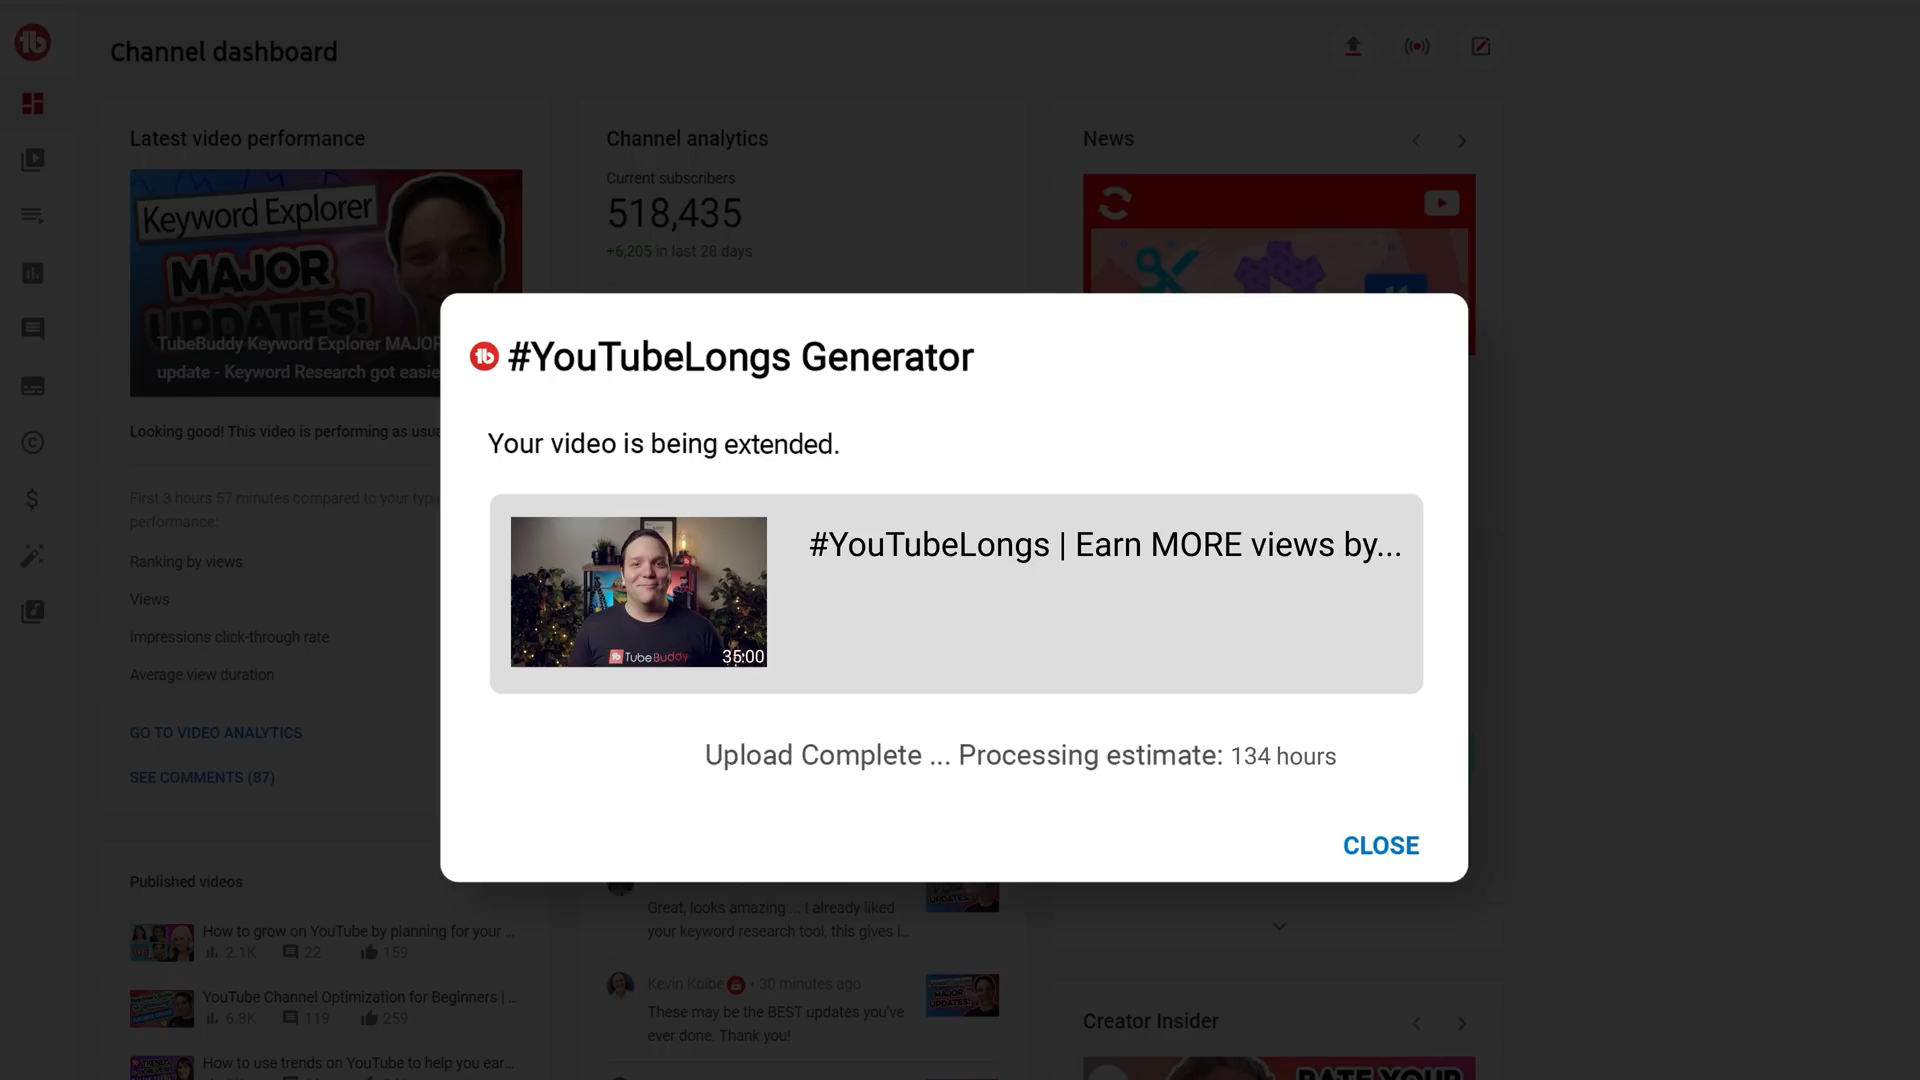 Channel dashboard
Latest video performance
Keyword Explorer
MAJOR
UPDATES!
TubeBuddy Keyword Explorer MAJOR
update - Keyword Research got easie
Looking good! This video is performing as usua
First 3 hours 57 minutes compared to your typ
performance:
Ranking by views
Views
Impressions click-through rate
Average view duration
GO TO VIDEO ANALYTICS
SEE COMMENTS (87)
Channel analytics
Current subscribers
518,435
+6,205 in last 28 days
News
#YouTubeLongs Generator
Your video is being extended.
TubeBuddy
35:00
#YouTubeLongs | Earn MORE views by...
Upload Complete ... Processing estimate: 134 hours
CLOSE
Published videos
How to grow on YouTube by planning for your ...
2.1K 22 159
YouTube Channel Optimization for Beginners | ...
6.8K 119 259
How to use trends on YouTube to help you ear...
Great, looks amazing ... I already liked
your keyword research tool, this gives i...
UPDATES!
Kevin Kolbe • 30 minutes ago
These may be the BEST updates you've
ever done. Thank you!
MAJOR
UPDATES!
Creator Insider
RATE YOUR